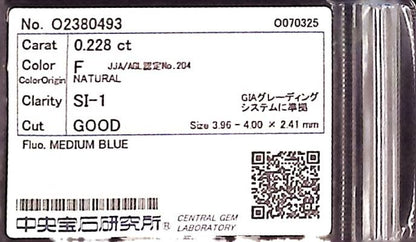 No. O2380493 O070325
Carat 0.228 ct
Color F JJA/AGL認定No.204
ColorOrigin NATURAL
Clarity SI-1 GIAグレーディング
システムに準拠
Cut GOOD Size 3.96 - 4.00 × 2.41 mm
Fluo. MEDIUM BLUE
中央宝石研究所® CENTRAL GEM
LABORATORY